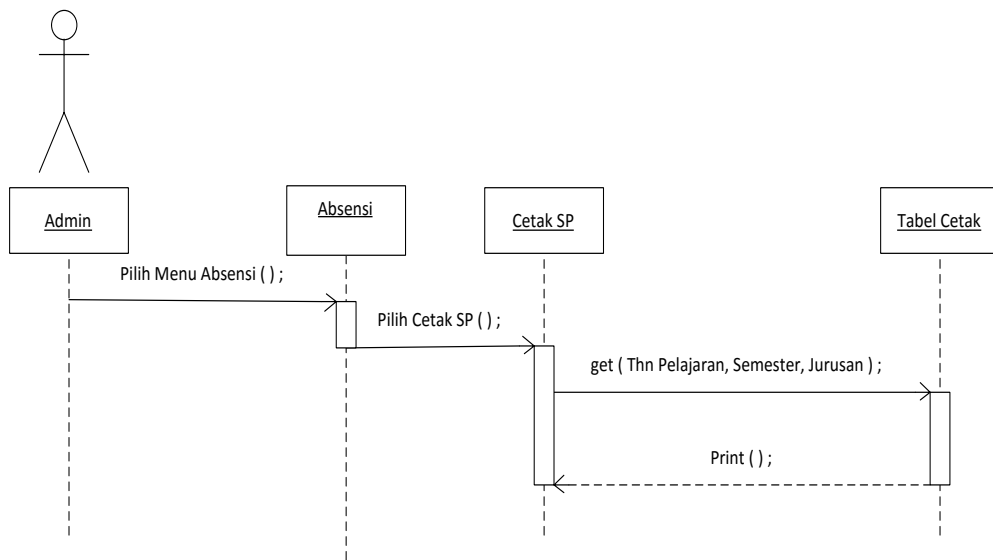 Admin
Absensi
Cetak SP
Tabel Cetak
Pilih Menu Absensi ( ) ;
Pilih Cetak SP ( ) ;
get ( Thn Pelajaran, Semester, Jurusan ) ;
Print ( ) ;